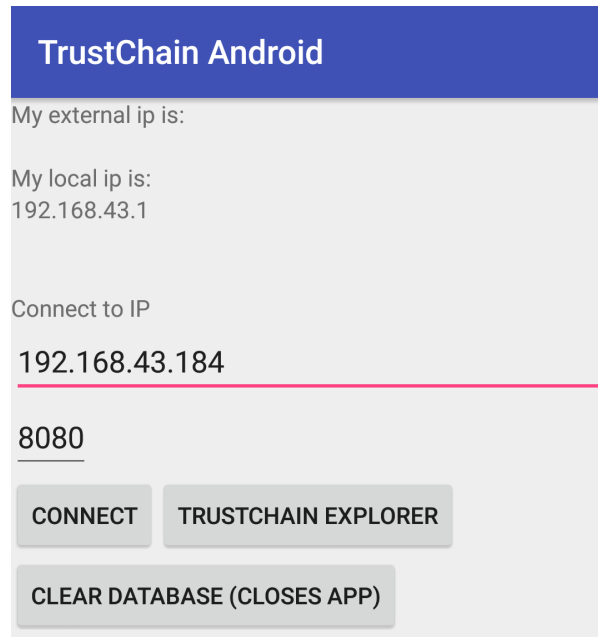 TrustChain Android
My external ip is:
My local ip is:
192.168.43.1
Connect to IP
192.168.43.184
8080
CONNECT TRUSTCHAIN EXPLORER
CLEAR DATABASE (CLOSES APP)